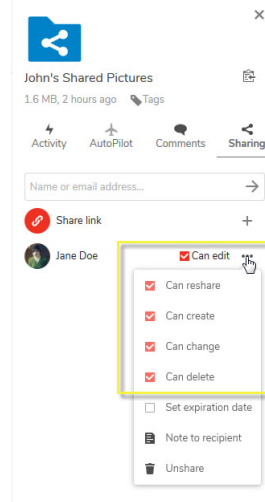 John's Shared Pictures
1.6 MB, 2 hours ago Tags
Activity AutoPilot Comments Sharing
Name or email address...
Share link
Jane Doe Can edit
Can reshare
Can create
Can change
Can delete
Set expiration date
Note to recipient
Unshare